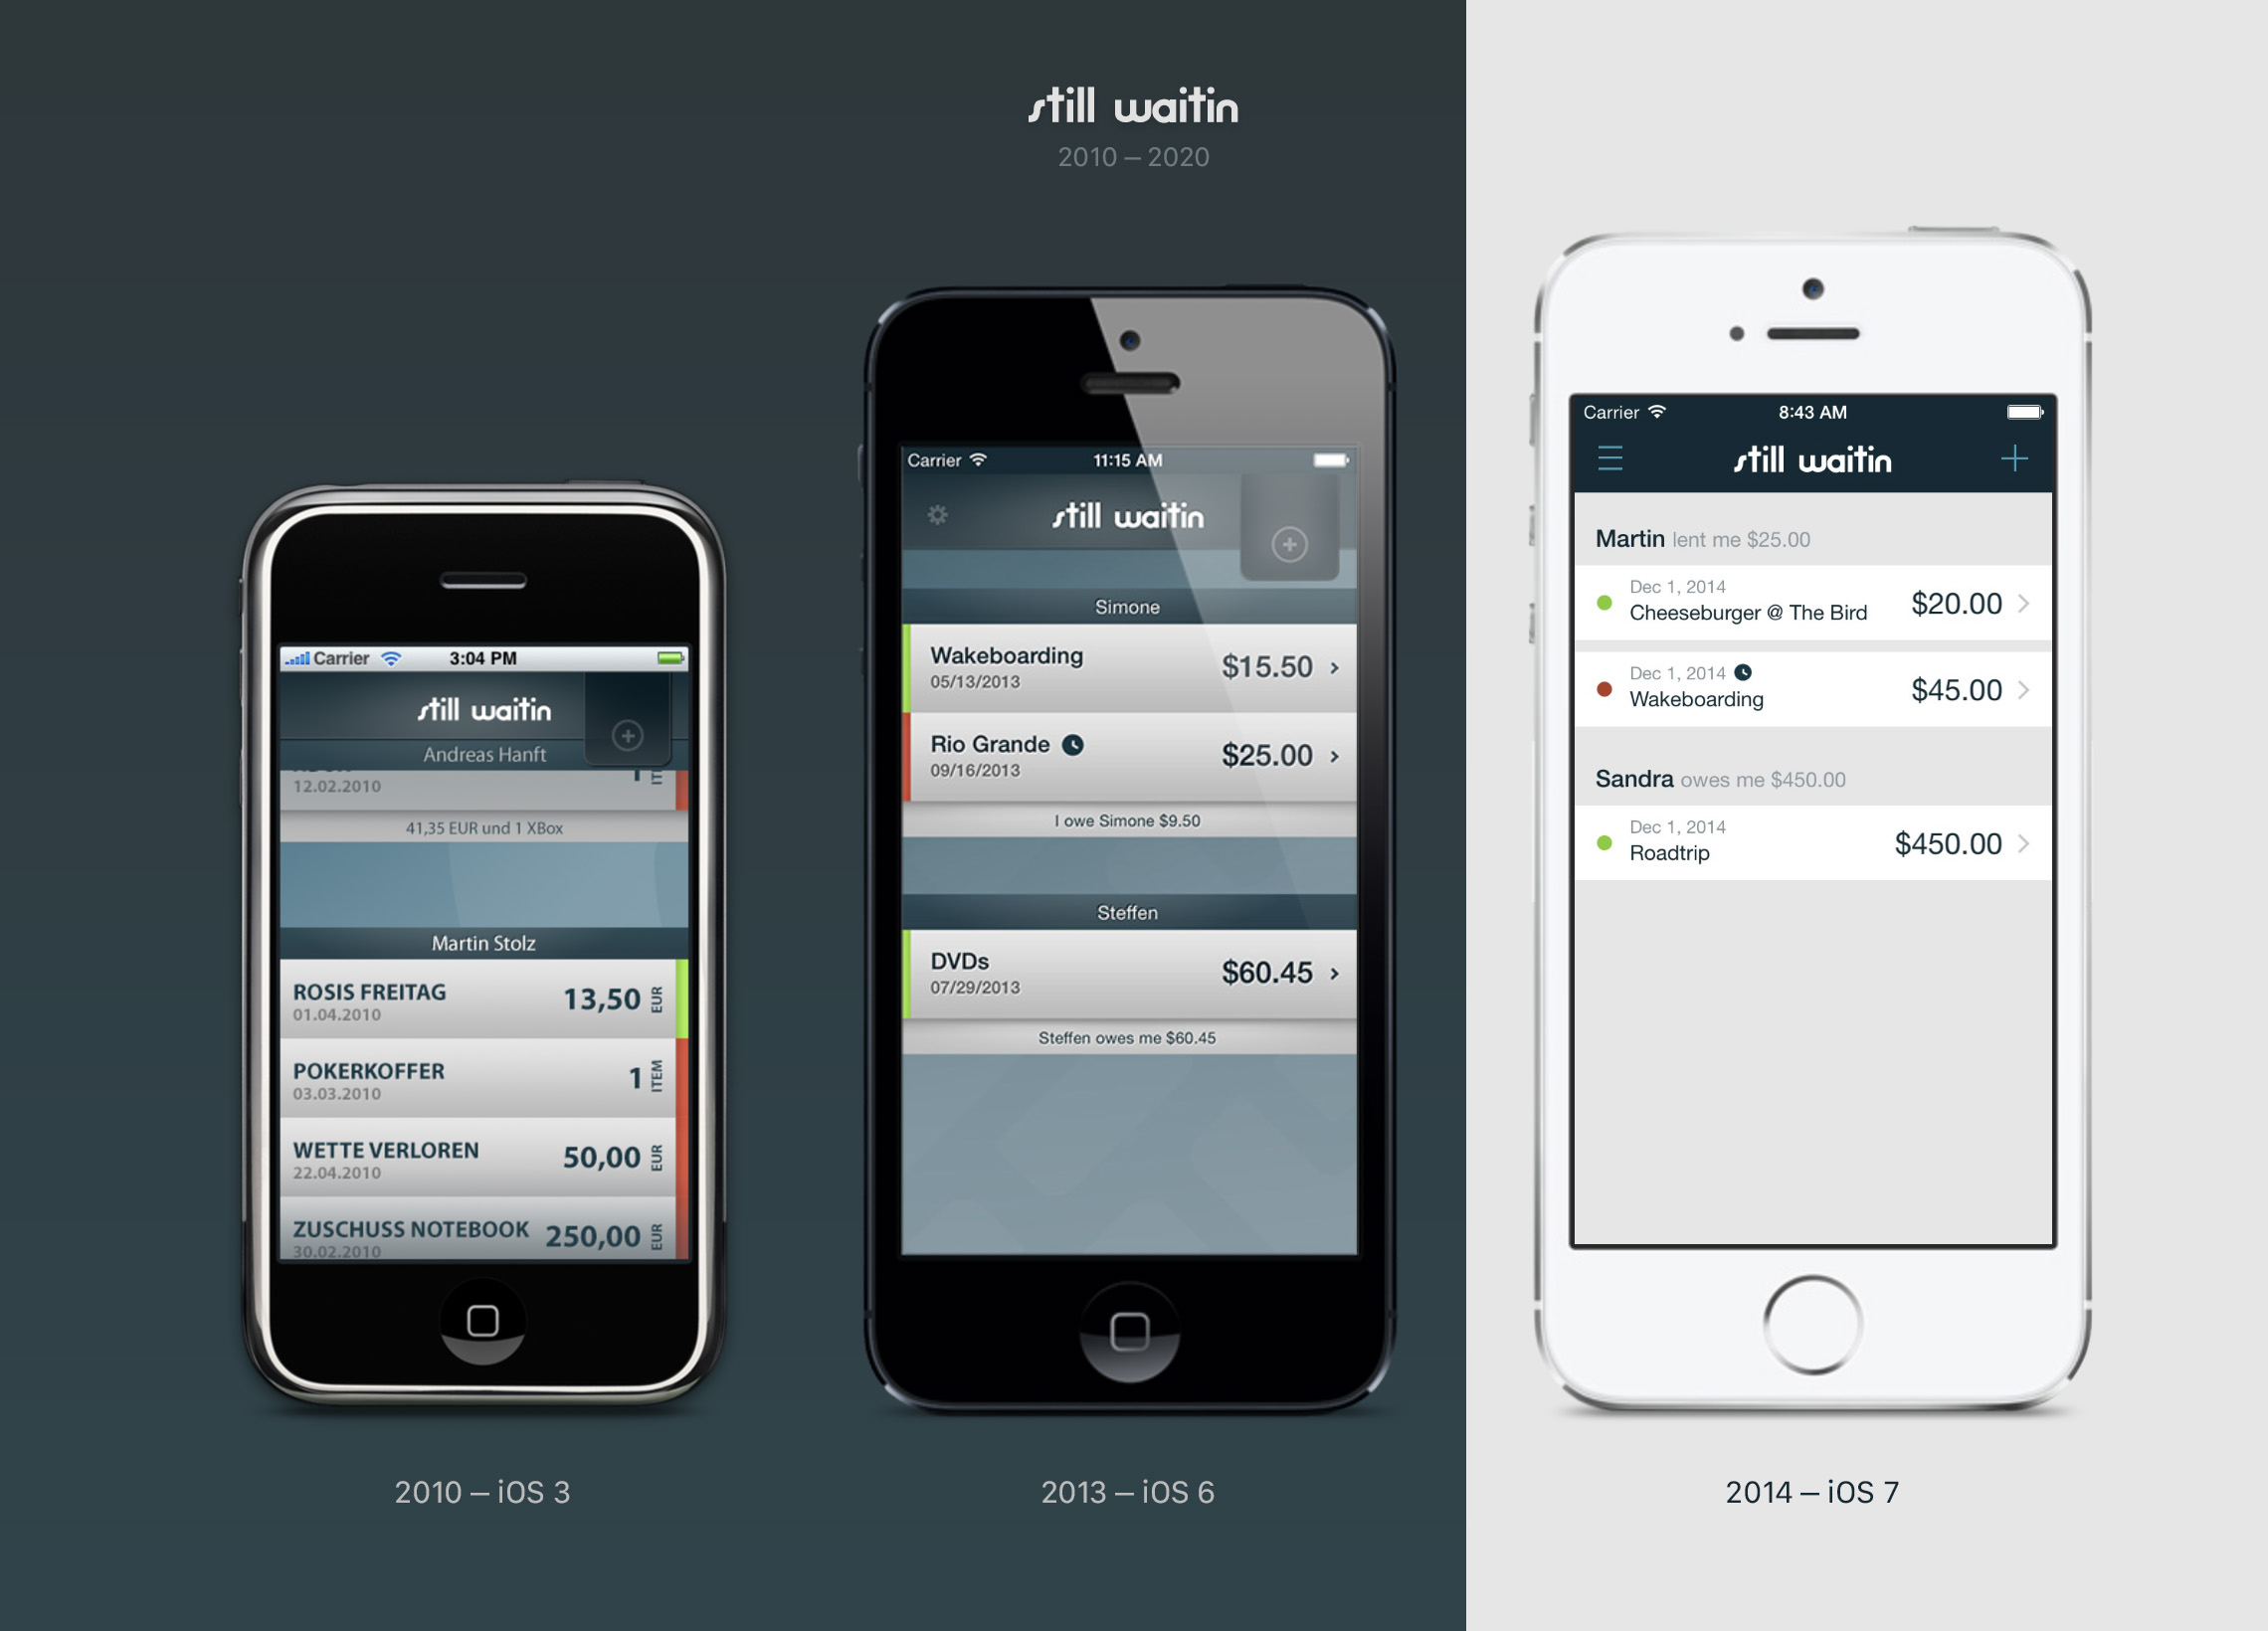 still waitin
2010 — 2020
Carrier 3:04 PM
still waitin
Andreas Hanft
12.02.2010
41,35 EUR und 1 XBox
Martin Stolz
ROSIS FREITAG 13,50 EUR
01.04.2010
POKERKOFFER 1 ITEM
03.03.2010
WETTE VERLOREN 50,00 EUR
22.04.2010
ZUSCHUSS NOTEBOOK 250,00 EUR
30.02.2010
2010 — iOS 3
Carrier 11:15 AM
still waitin
Simone
Wakeboarding $15.50
05/13/2013
Rio Grande $25.00
09/16/2013
I owe Simone $9.50
Steffen
DVDs $60.45
07/29/2013
Steffen owes me $60.45
2013 — iOS 6
Carrier 8:43 AM
still waitin
Martin lent me $25.00
Dec 1, 2014
Cheeseburger @ The Bird $20.00
Dec 1, 2014
Wakeboarding $45.00
Sandra owes me $450.00
Dec 1, 2014
Roadtrip $450.00
2014 — iOS 7